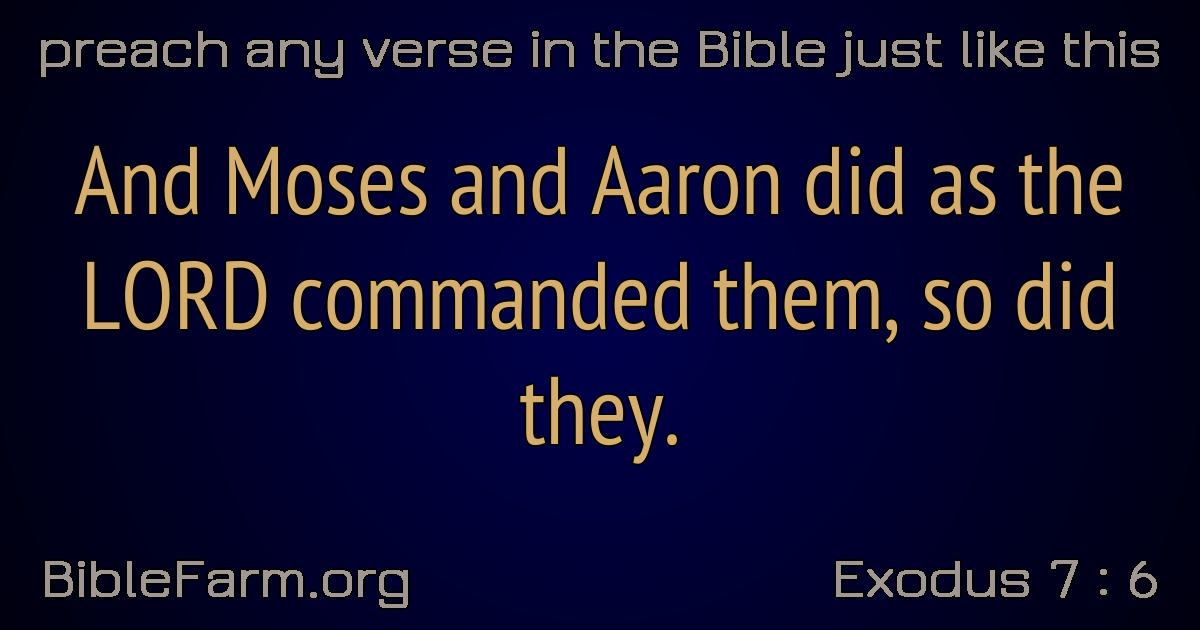 preach any verse in the Bible just like this
And Moses and Aaron did as the
LORD commanded them, so did
they.
BibleFarm.org
Exodus 7 : 6